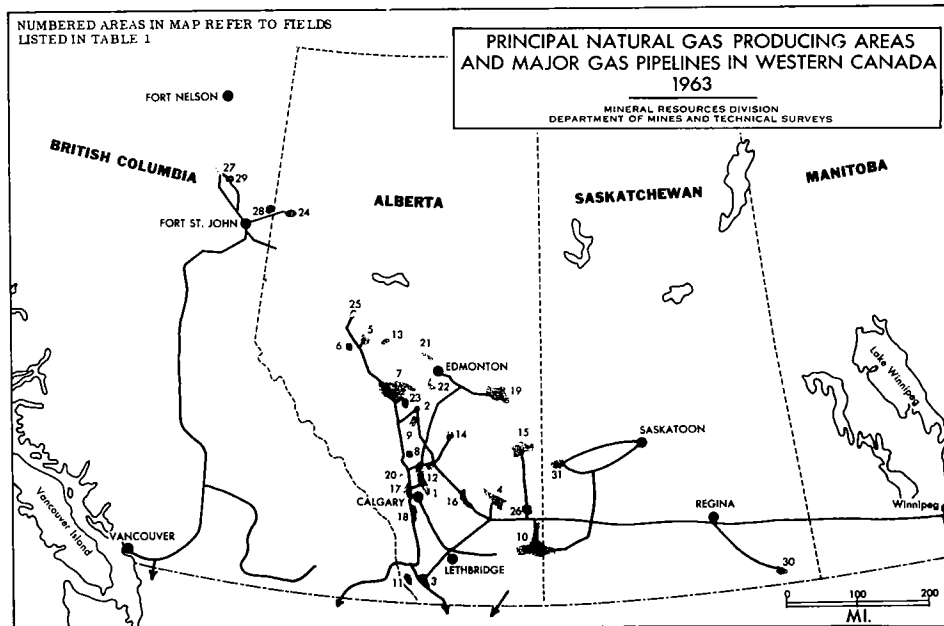 NUMBERED AREAS IN MAP REFER TO FIELDS
LISTED IN TABLE 1
PRINCIPAL NATURAL GAS PRODUCING AREAS
AND MAJOR GAS PIPELINES IN WESTERN CANADA
1963
MINERAL RESOURCES DIVISION
DEPARTMENT OF MINES AND TECHNICAL SURVEYS
FORT NELSON
BRITISH COLUMBIA
27
29
ALBERTA
SASKATCHEWAN
MANITOBA
28
24
FORT ST. JOHN
25
5
13
6
21
EDMONTON
7
22
19
23
2
Lake Winnipeg
9
14
15
SASKATOON
8
31
20
12
17
1
4
16
CALGARY
18
26
REGINA
Winnipeg
10
Vancouver Island
VANCOUVER
LETHBRIDGE
11
3
30
0
100
200
MI.